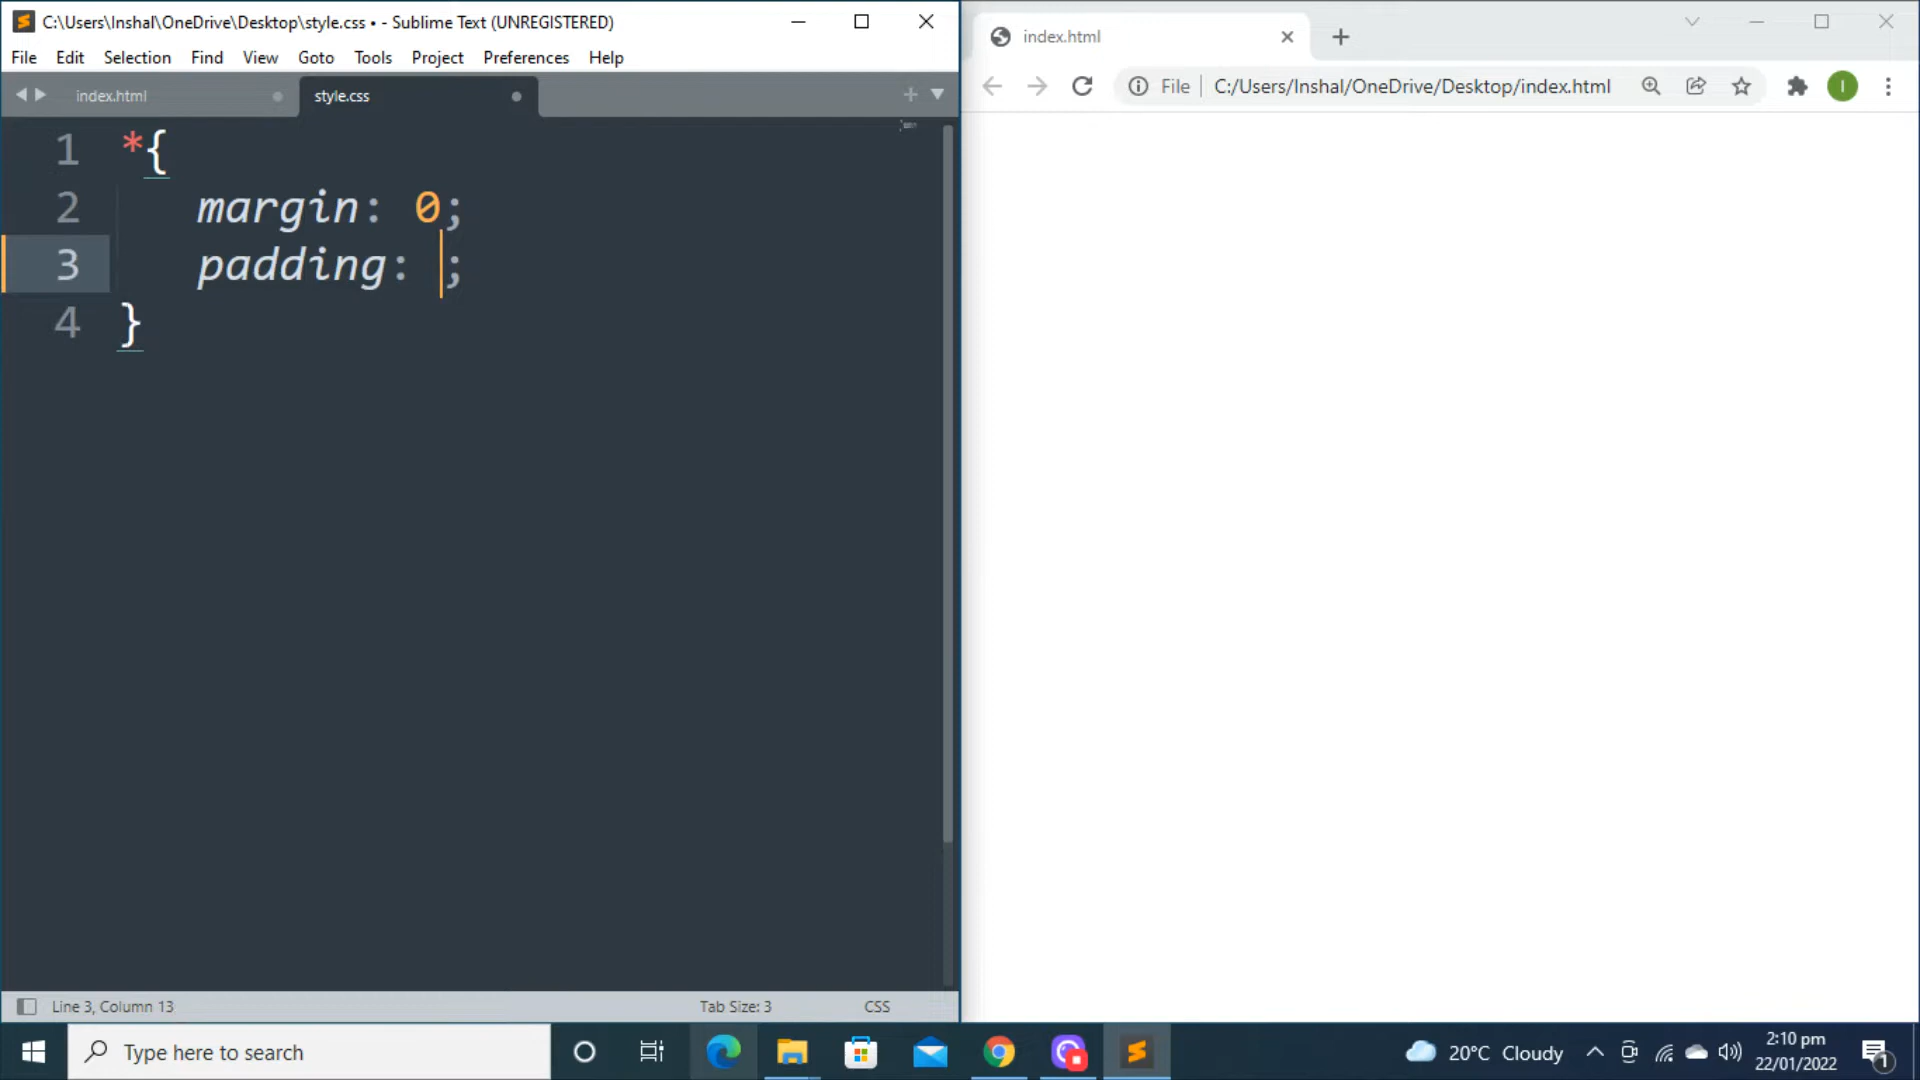 C:\Users\Inshal\OneDrive\Desktop\style.css • - Sublime Text (UNREGISTERED)
File Edit Selection Find View Goto Tools Project Preferences Help
index.html style.css
1 *{
2 margin: 0;
3 padding: ;
4 }
Line 3, Column 13 Tab Size: 3 CSS
index.html
File C:/Users/Inshal/OneDrive/Desktop/index.html I
Type here to search
20°C Cloudy
2:10 pm
22/01/2022
1